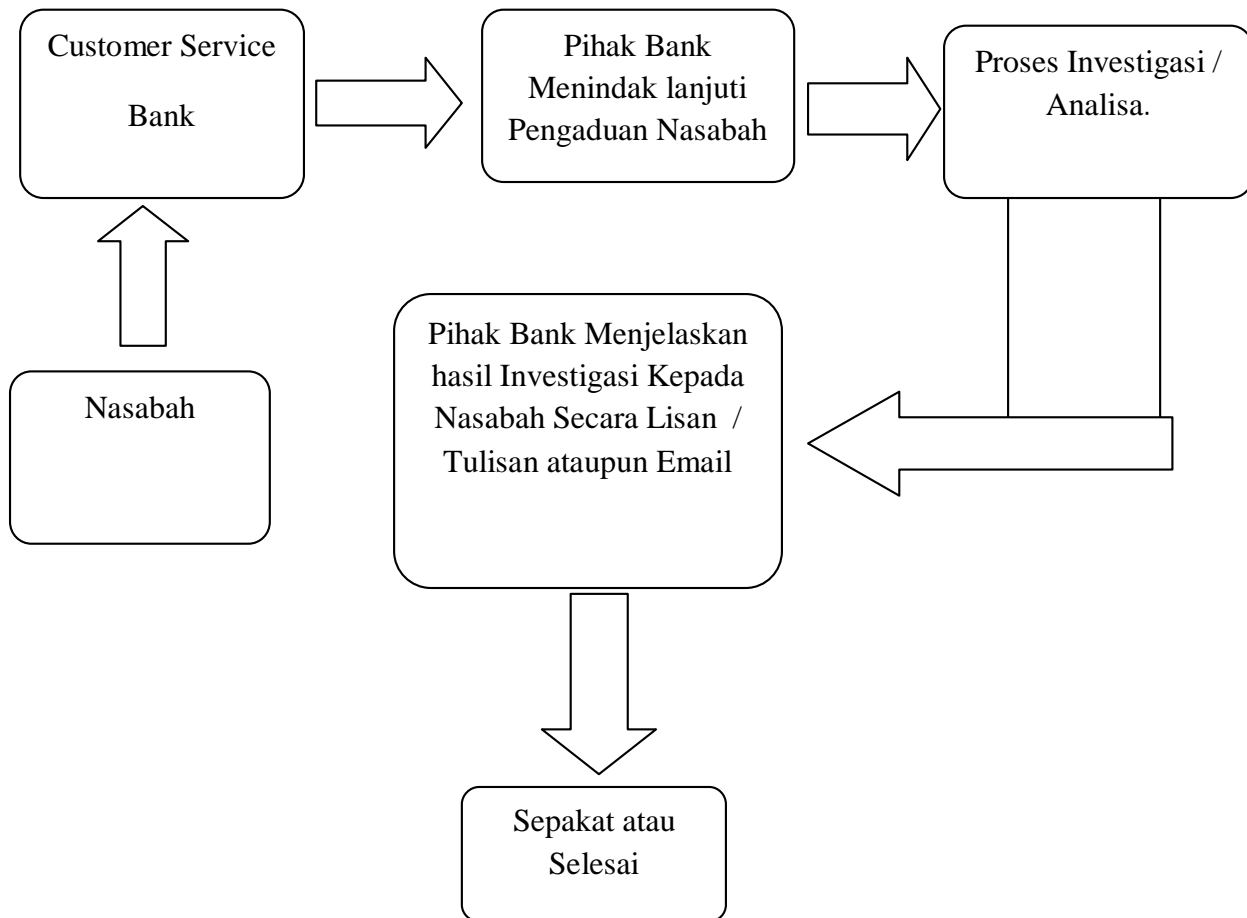 Customer Service
Bank
Pihak Bank
Menindak lanjuti
Pengaduan Nasabah
Proses Investigasi /
Analisa.
Nasabah
Pihak Bank Menjelaskan
hasil Investigasi Kepada
Nasabah Secara Lisan /
Tulisan ataupun Email
Sepakat atau
Selesai